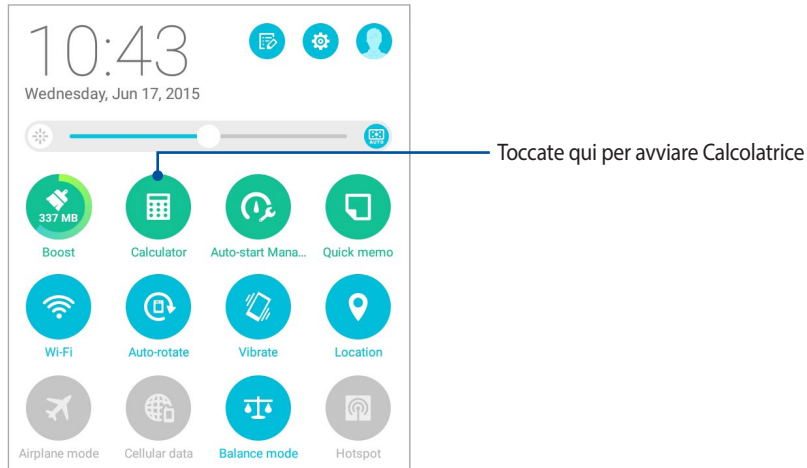 10:43
Wednesday, Jun 17, 2015
AUTO
Toccate qui per avviare Calcolatrice
337 MB
Boost
Calculator
Auto-start Mana...
Quick memo
Wi-Fi
Auto-rotate
Vibrate
Location
Airplane mode
Cellular data
Balance mode
Hotspot